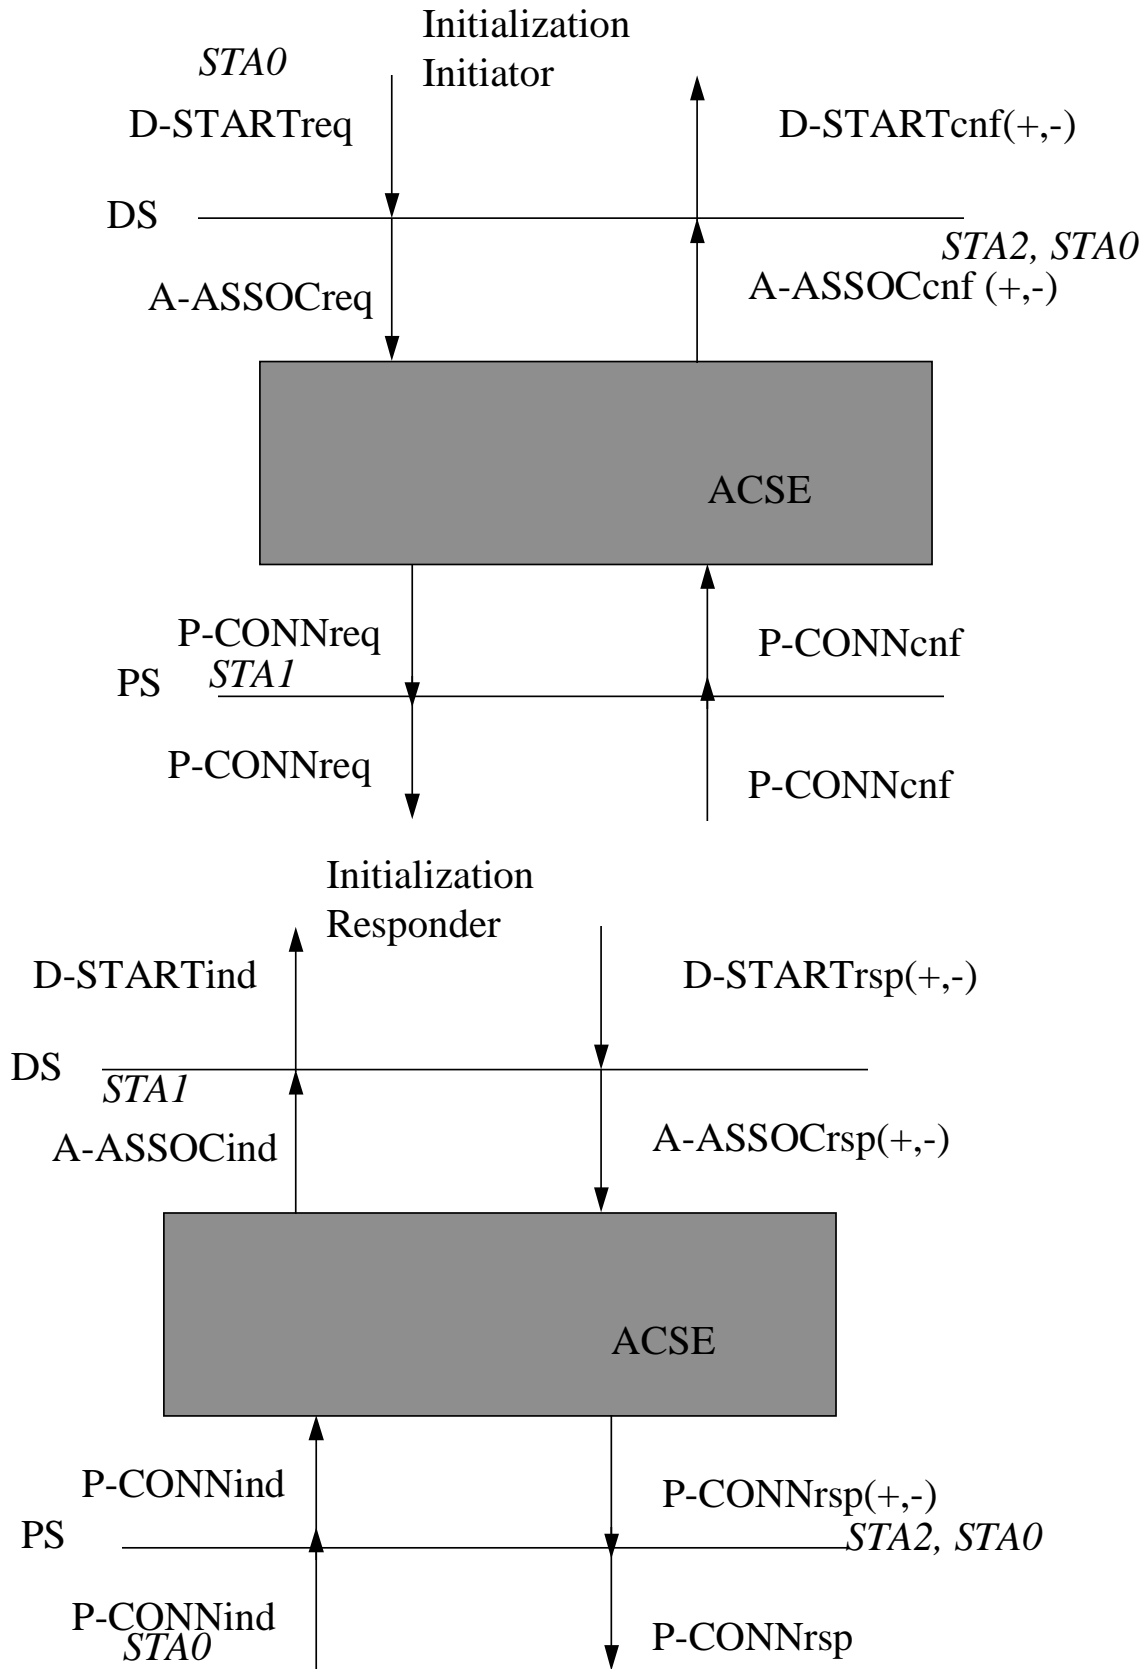 Initialization
Initiator
STA0
D-STARTreq
D-STARTcnf(+,-)
DS
STA2, STA0
A-ASSOCreq
A-ASSOCcnf (+,-)
ACSE
P-CONNreq
P-CONNcnf
STA1
PS
P-CONNreq
P-CONNcnf
Initialization
Responder
D-STARTind
D-STARTrsp(+,-)
DS
STA1
A-ASSOCind
A-ASSOCrsp(+,-)
ACSE
P-CONNind
P-CONNrsp(+,-)
PS
STA2, STA0
P-CONNind
STA0
P-CONNrsp